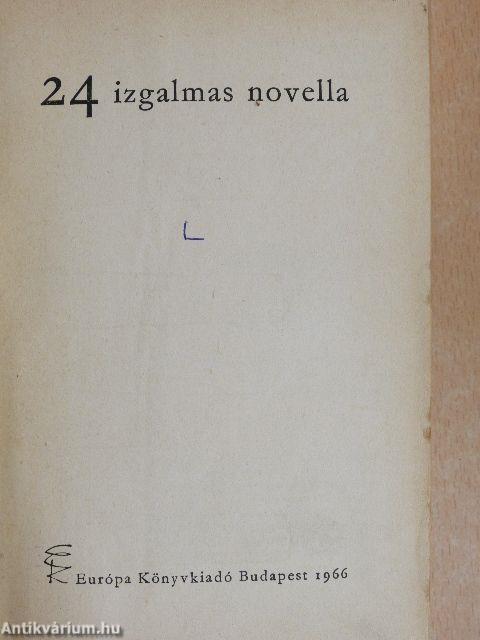 24 izgalmas novella
L
Európa Könyvkiadó Budapest 1966
Antikvárium.hu